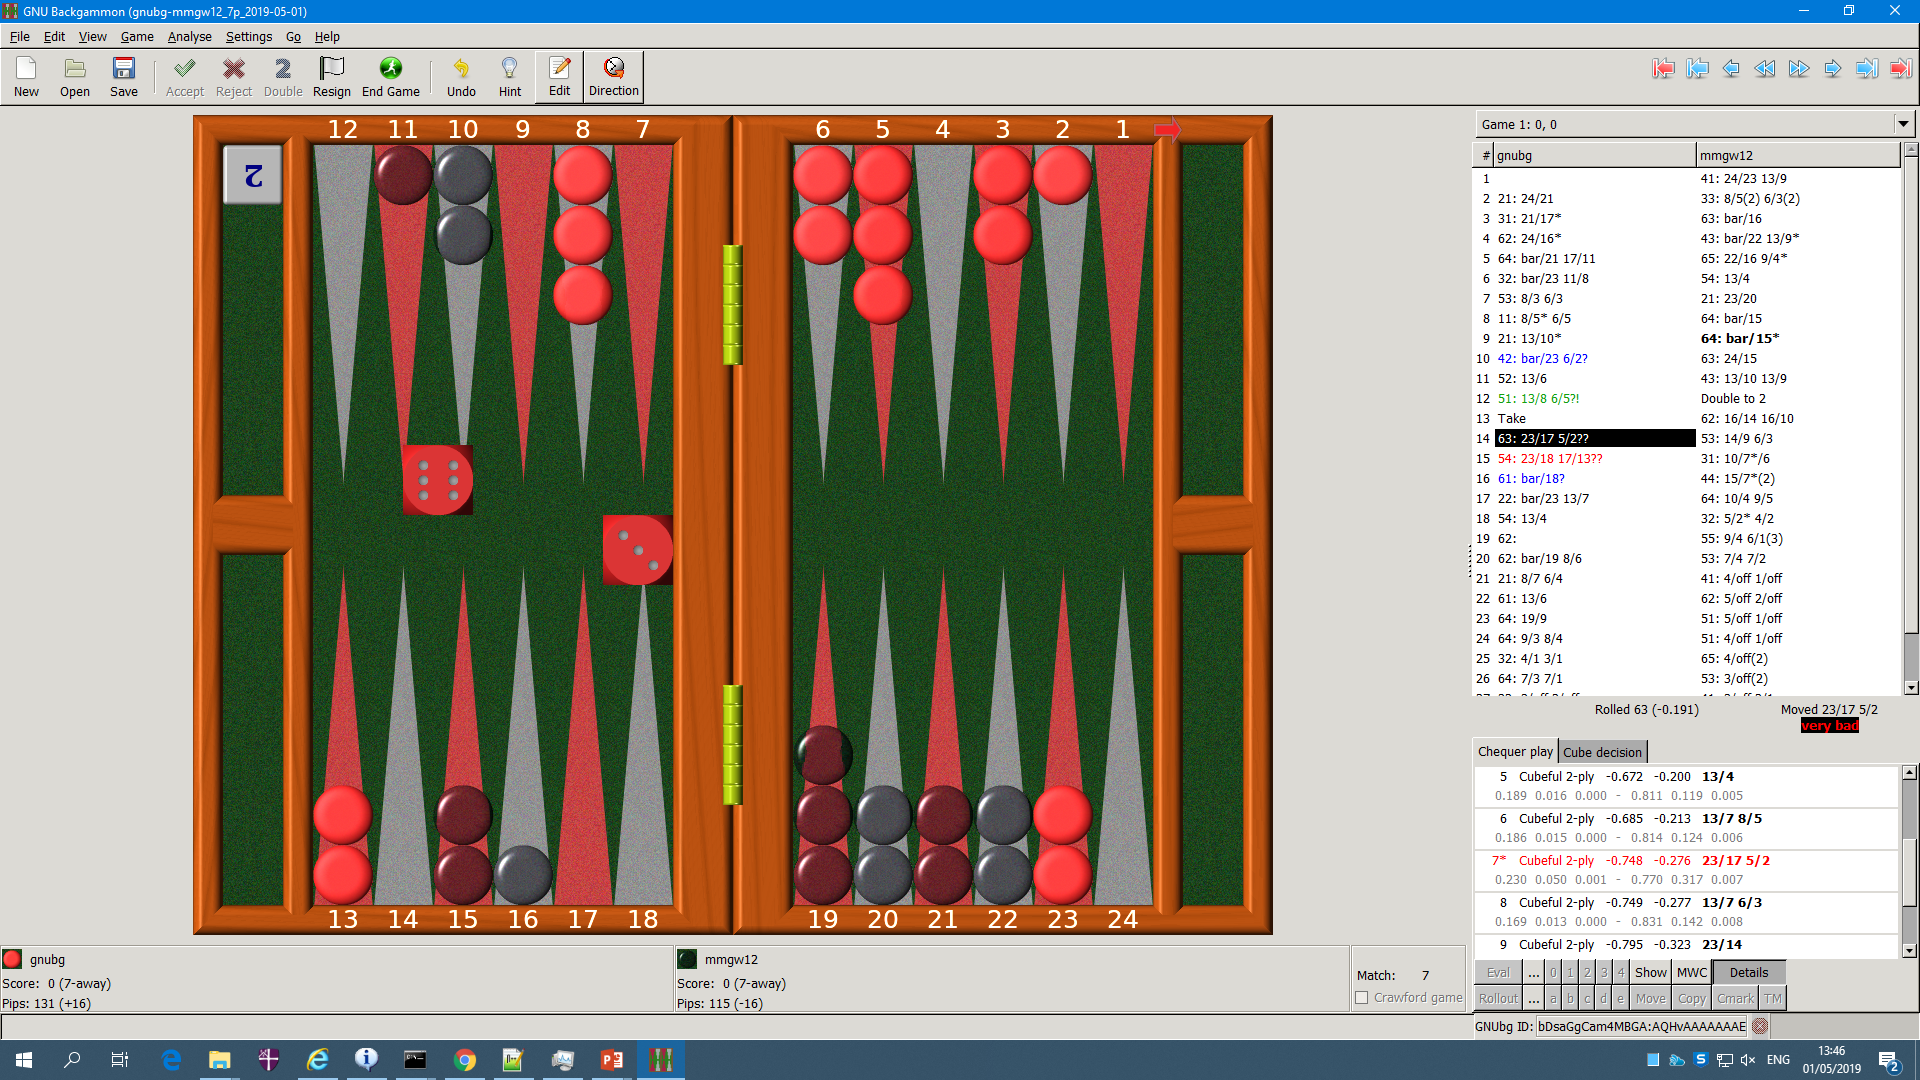 GNU Backgammon (gnubg-mmgw12_7p_2019-05-01)
File Edit View Game Analyse Settings Go Help
New Open Save Accept Reject Double Resign End Game Undo Hint Edit Direction
2
12 11 10 9 8 7 6 5 4 3 2 1
2
13 14 15 16 17 18 19 20 21 22 23 24
Game 1: 0, 0
# gnubg mmgw12
1 41: 24/23 13/9
2 21: 24/21 33: 8/5(2) 6/3(2)
3 31: 21/17* 63: bar/16
4 62: 24/16* 43: bar/22 13/9*
5 64: bar/21 17/11 65: 22/16 9/4*
6 32: bar/23 11/8 54: 13/4
7 53: 8/3 6/3 21: 23/20
8 11: 8/5* 6/5 64: bar/15
9 21: 13/10* 64: bar/15*
10 42: bar/23 6/2? 63: 24/15
11 52: 13/6 43: 13/10 13/9
12 51: 13/8 6/5?! Double to 2
13 Take 62: 16/14 16/10
14 63: 23/17 5/2?? 53: 14/9 6/3
15 54: 23/18 17/13?? 31: 10/7*/6
16 61: bar/18? 44: 15/7*(2)
17 22: bar/23 13/7 64: 10/4 9/5
18 54: 13/4 32: 5/2* 4/2
19 62: 55: 9/4 6/1(3)
20 62: bar/19 8/6 53: 7/4 7/2
21 21: 8/7 6/4 41: 4/off 1/off
22 61: 13/6 62: 5/off 2/off
23 64: 19/9 51: 5/off 1/off
24 64: 9/3 8/4 51: 4/off 1/off
25 32: 4/1 3/1 65: 4/off(2)
26 64: 7/3 7/1 53: 3/off(2)
Rolled 63 (-0.191) Moved 23/17 5/2
very bad
Chequer play Cube decision
5 Cubeful 2-ply -0.672 -0.200 13/4
0.189 0.016 0.000 - 0.811 0.119 0.005
6 Cubeful 2-ply -0.685 -0.213 13/7 8/5
0.186 0.015 0.000 - 0.814 0.124 0.006
7* Cubeful 2-ply -0.748 -0.276 23/17 5/2
0.230 0.050 0.001 - 0.770 0.317 0.007
8 Cubeful 2-ply -0.749 -0.277 13/7 6/3
0.169 0.013 0.000 - 0.831 0.142 0.008
9 Cubeful 2-ply -0.795 -0.323 23/14
Eval ... 0 1 2 3 4 Show MWC Details
Rollout ... a b c d e Move Copy Cmark TM
GNUbg ID: bDsaGgCam4MBGA:AQHvAAAAAAAE
gnubg
Score: 0 (7-away)
Pips: 131 (+16)
mmgw12
Score: 0 (7-away)
Pips: 115 (-16)
Match: 7
Crawford game
ENG
13:46
01/05/2019
2